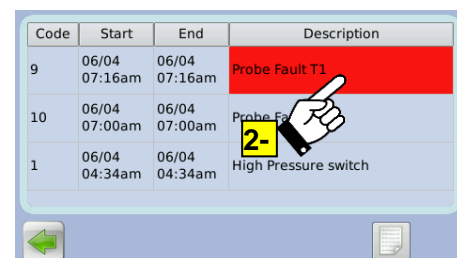 Code Start End Description
9 06/04 07:16am 06/04 07:16am Probe Fault T1
10 06/04 07:00am 06/04 07:00am Probe
2-
1 06/04 04:34am 06/04 04:34am High Pressure switch